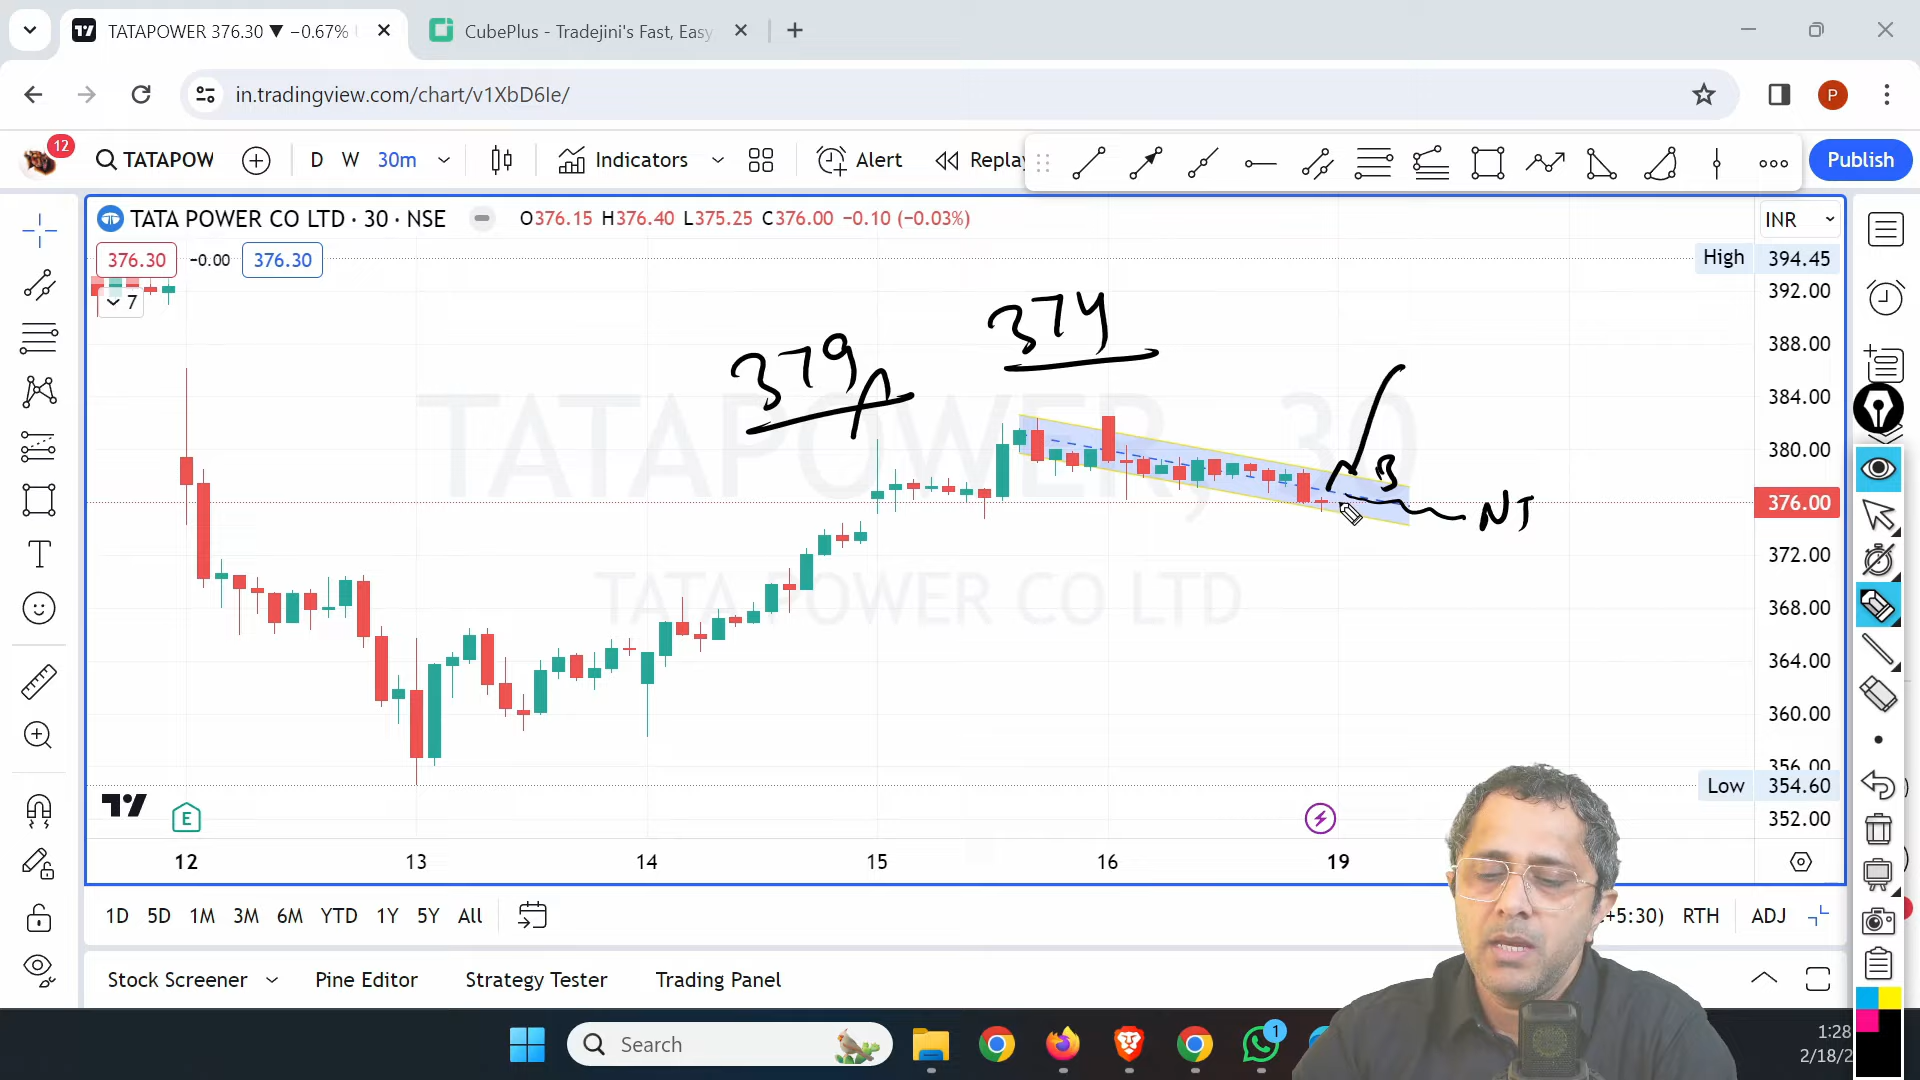 TATAPOWER 376.30 ▼ −0.67%
CubePlus - Tradejini's Fast, Easy
in.tradingview.com/chart/v1XbD6Ie/
P
12
TATAPOW
D W 30m
Indicators
Alert
Replay
Publish
TATA POWER CO LTD · 30 · NSE
O376.15 H376.40 L375.25 C376.00 −0.10 (−0.03%)
INR
376.30 −0.00 376.30
7
High 394.45
392.00
388.00
384.00
380.00
376.00
372.00
368.00
364.00
360.00
356.00
Low 354.60
352.00
379
374
B
NT
TATAPOWER, 30
TATA POWER CO LTD
E
12 13 14 15 16 19
1D 5D 1M 3M 6M YTD 1Y 5Y All
+5:30) RTH ADJ
Stock Screener Pine Editor Strategy Tester Trading Panel
Search
1
1:28
2/18/2